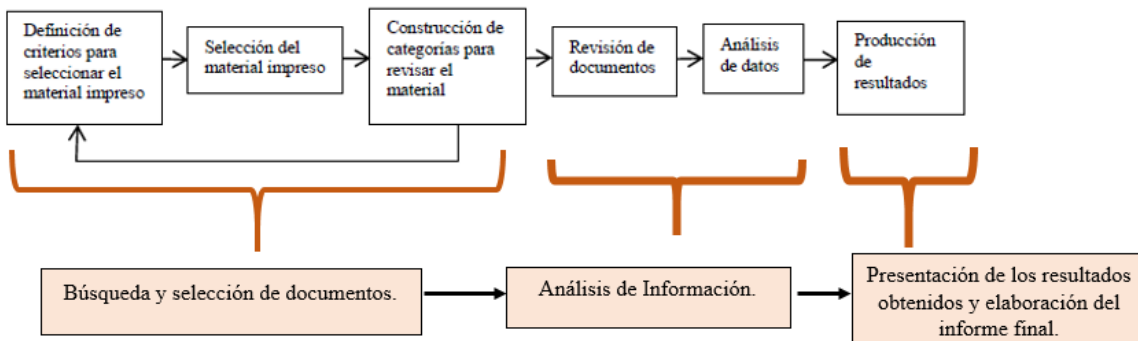 Definición de
criterios para
seleccionar el
material impreso
Selección del
material impreso
Construcción de
categorías para
revisar el
material
Revisión de
documentos
Análisis
de datos
Producción
de
resultados
Búsqueda y selección de documentos.
Análisis de Información.
Presentación de los resultados
obtenidos y elaboración del
informe final.